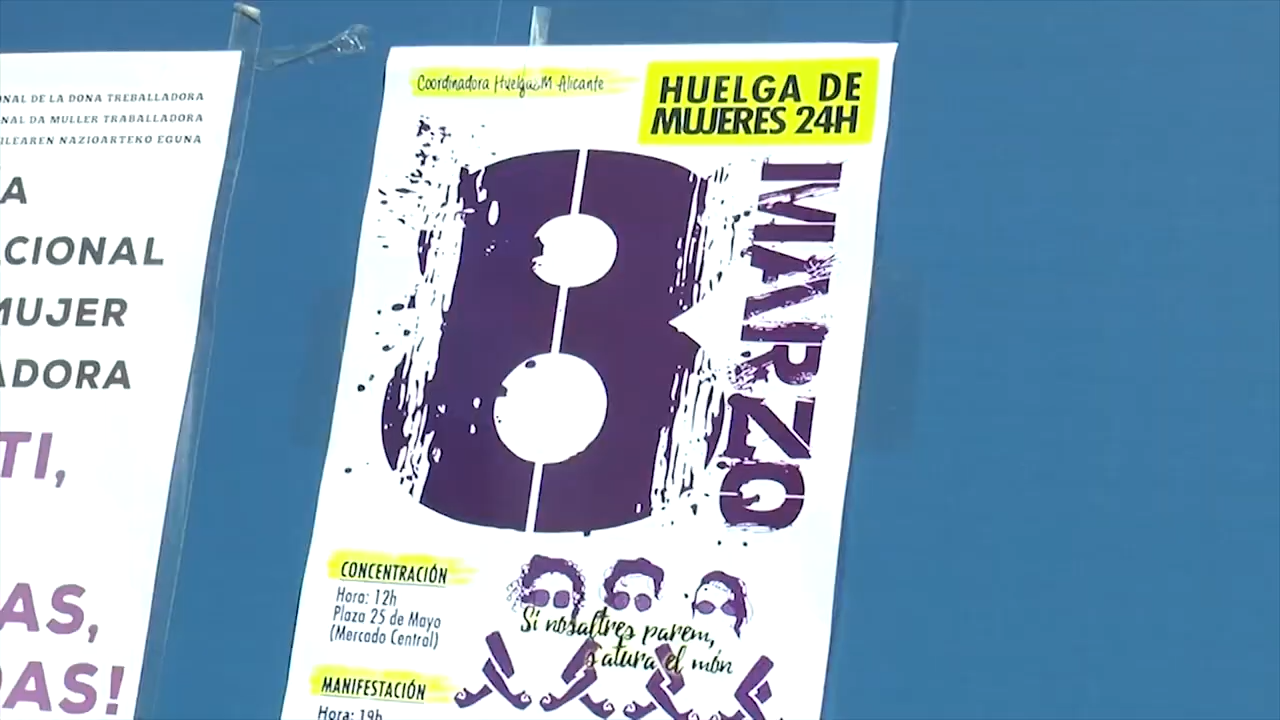 NAL DE LA DONA TREBALLADORA
NAL DA MULLER TRABALLADORA
ILEAREN NAZIOARTEKO EGUNA
A
CIONAL
MUJER
ADORA
TI,
AS,
DAS!
Coordinadora Huelga8M Alicante
HUELGA DE
MUJERES 24H
8
MARZO
CONCENTRACIÓN
Hora: 12h
Plaza 25 de Mayo
(Mercado Central)
Si nosaltres parem,
s'atura el món
MANIFESTACIÓN
Hora: 19h